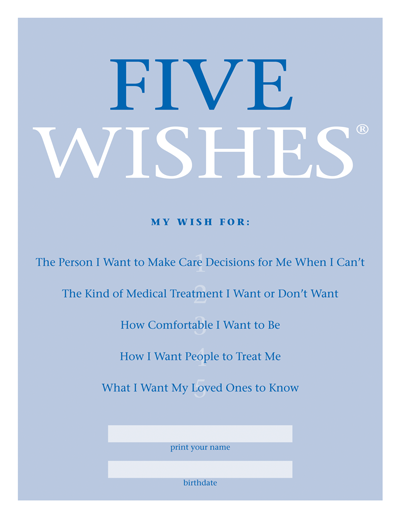 FIVE
WISHES®
MY WISH FOR:
1
The Person I Want to Make Care Decisions for Me When I Can't
2
The Kind of Medical Treatment I Want or Don't Want
3
How Comfortable I Want to Be
4
How I Want People to Treat Me
5
What I Want My Loved Ones to Know
print your name
birthdate